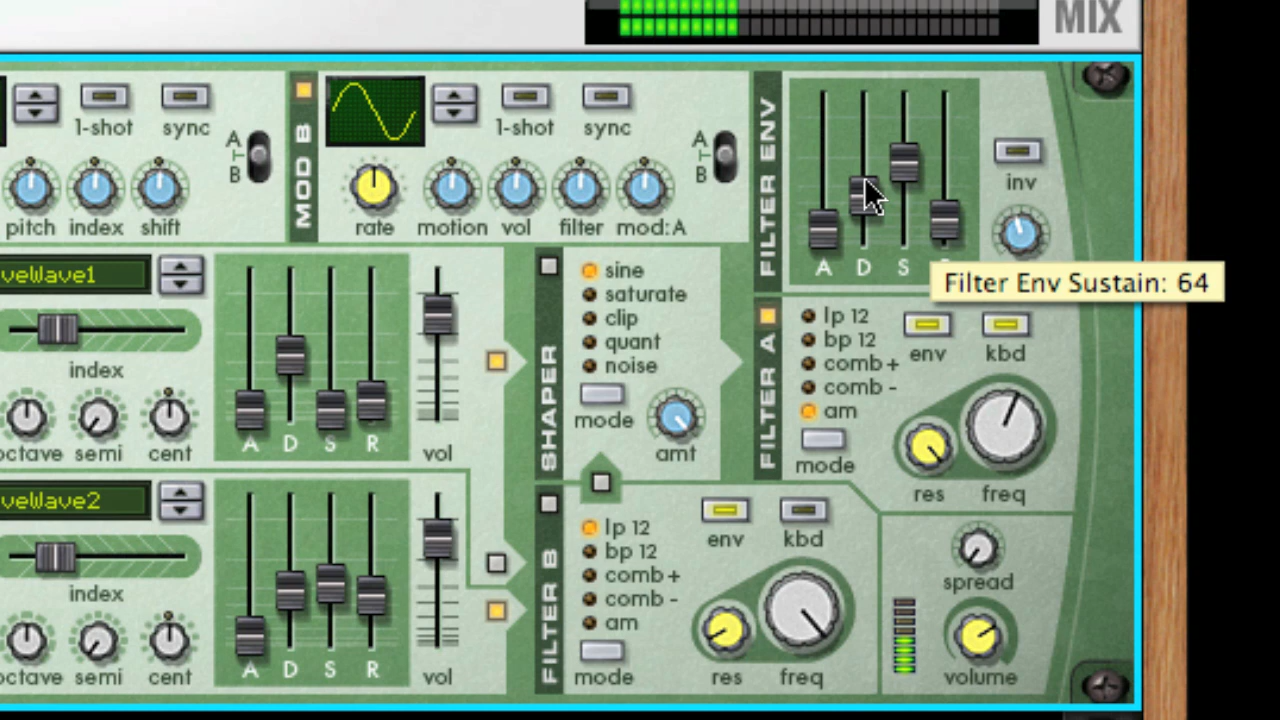 MIX
1-shot sync
A
B
pitch index shift
MOD B
1-shot sync
A
B
rate motion vol filter mod:A
FILTER ENV
A D S
inv
Filter Env Sustain: 64
veWave1
index
octave semi cent
A D S R
vol
SHAPER
sine
saturate
clip
quant
noise
mode
amt
FILTER A
lp 12
bp 12
comb +
comb -
am
mode
env kbd
res freq
veWave2
index
octave semi cent
A D S R
vol
FILTER B
lp 12
bp 12
comb +
comb -
am
mode
env kbd
res freq
spread
volume